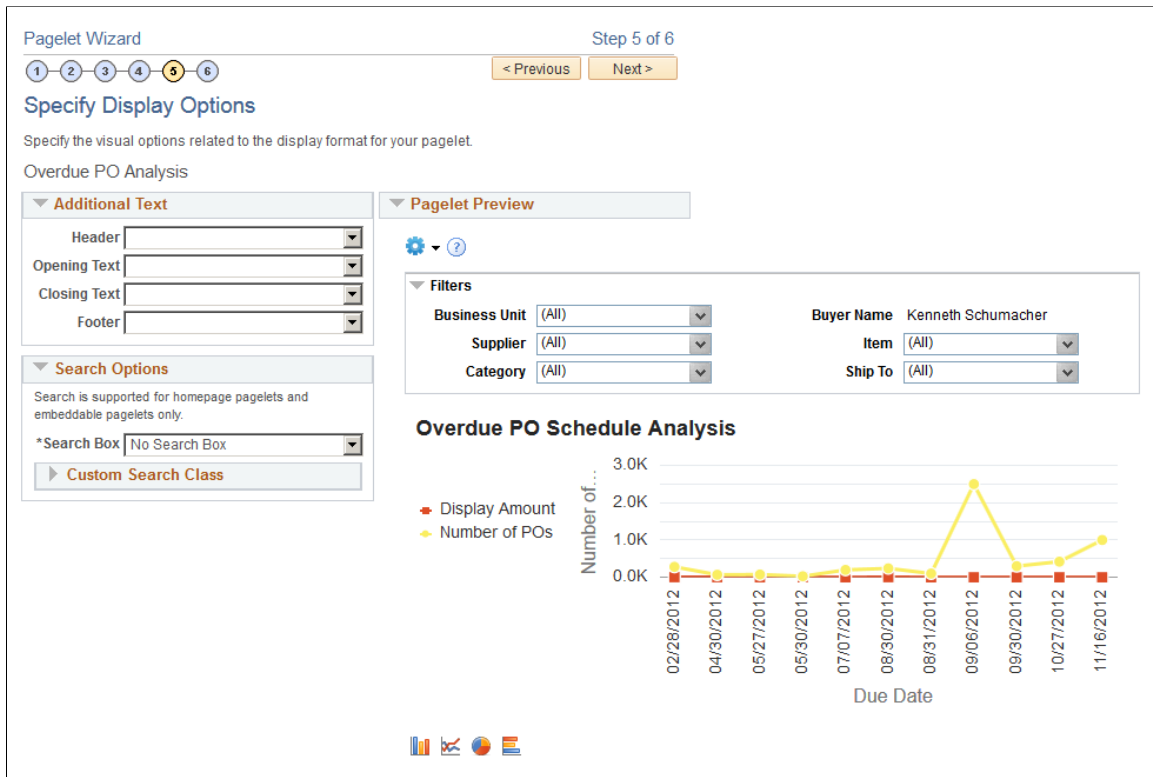 Pagelet Wizard
Step 5 of 6
1 2 3 4 5 6
< Previous
Next >
Specify Display Options
Specify the visual options related to the display format for your pagelet.
Overdue PO Analysis
Additional Text
Header
Opening Text
Closing Text
Footer
Search Options
Search is supported for homepage pagelets and
embeddable pagelets only.
*Search Box No Search Box
Custom Search Class
Pagelet Preview
?
Filters
Business Unit (All)
Buyer Name Kenneth Schumacher
Supplier (All)
Item (All)
Category (All)
Ship To (All)
Overdue PO Schedule Analysis
Display Amount
Number of POs
Number of...
3.0K
2.0K
1.0K
0.0K
02/28/2012
04/30/2012
05/27/2012
05/30/2012
07/07/2012
08/30/2012
08/31/2012
09/06/2012
09/30/2012
10/27/2012
11/16/2012
Due Date